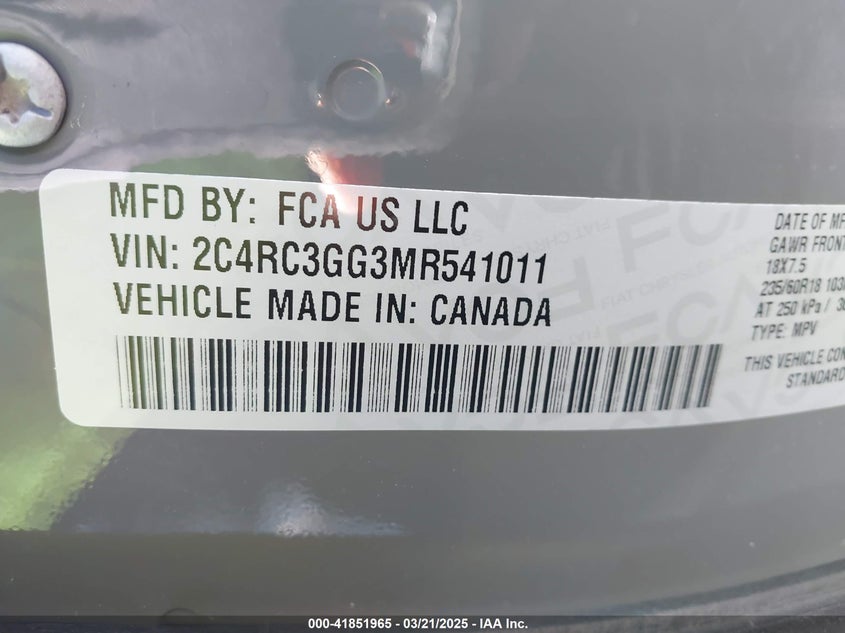 MFD BY: FCA US LLC
VIN: 2C4RC3GG3MR541011
VEHICLE MADE IN: CANADA
DATE OF MF
GAWR FRONT
18X7.5
235/60R18 103
AT 250 kPa / 36
TYPE: MPV
THIS VEHICLE CON
STANDARD
000-41851965 - 03/21/2025 - IAA Inc.